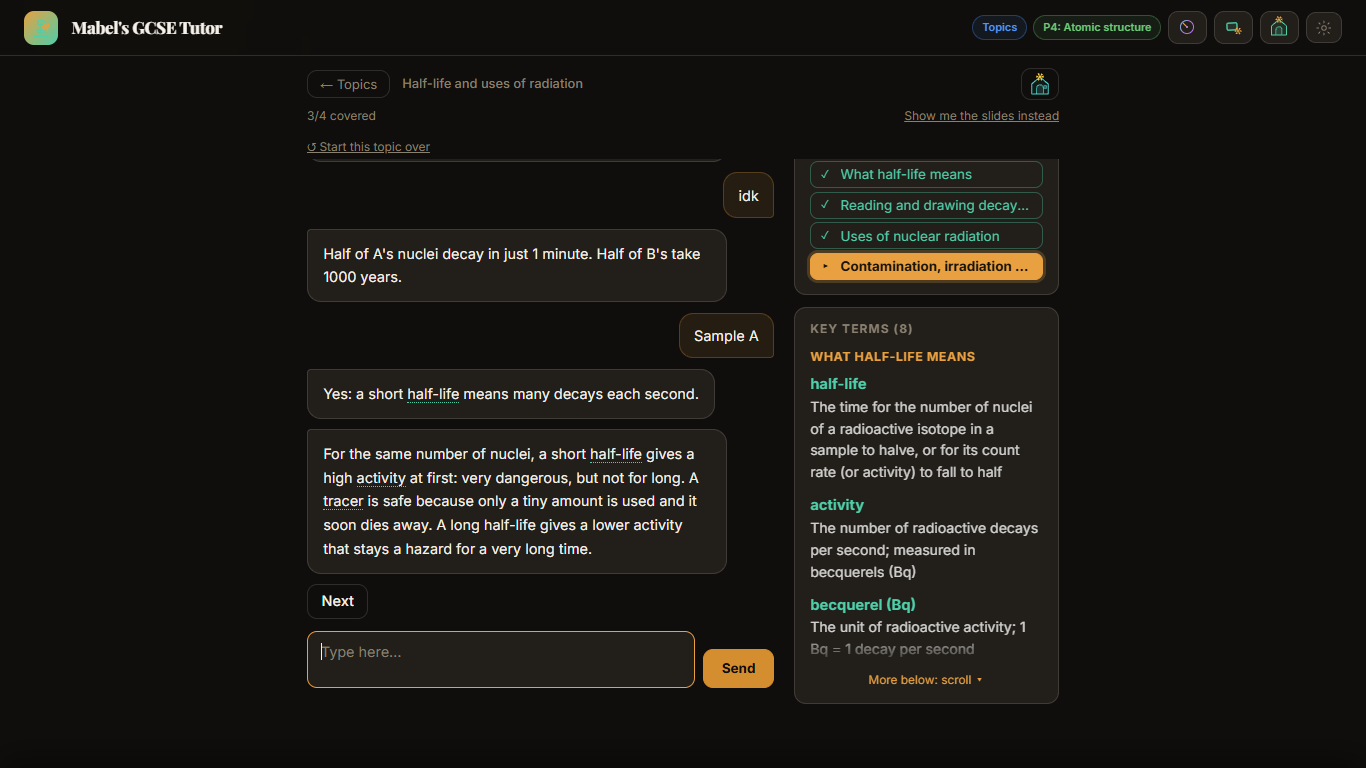 Mabel's GCSE Tutor
Topics
P4: Atomic structure
← Topics
Half-life and uses of radiation
3/4 covered
Show me the slides instead
↺ Start this topic over
idk
Half of A's nuclei decay in just 1 minute. Half of B's take
1000 years.
Sample A
Yes: a short half-life means many decays each second.
For the same number of nuclei, a short half-life gives a
high activity at first: very dangerous, but not for long. A
tracer is safe because only a tiny amount is used and it
soon dies away. A long half-life gives a lower activity
that stays a hazard for a very long time.
Next
Type here...
Send
✓ What half-life means
✓ Reading and drawing decay...
✓ Uses of nuclear radiation
▸ Contamination, irradiation ...
KEY TERMS (8)
WHAT HALF-LIFE MEANS
half-life
The time for the number of nuclei
of a radioactive isotope in a
sample to halve, or for its count
rate (or activity) to fall to half
activity
The number of radioactive decays
per second; measured in
becquerels (Bq)
becquerel (Bq)
The unit of radioactive activity; 1
Bq = 1 decay per second
More below: scroll ▾